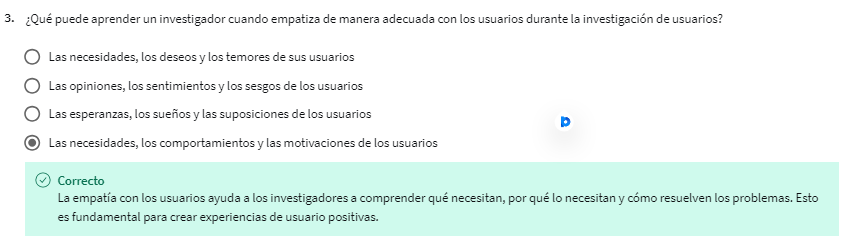 3. ¿Qué puede aprender un investigador cuando empatiza de manera adecuada con los usuarios durante la investigación de usuarios?
Las necesidades, los deseos y los temores de sus usuarios
Las opiniones, los sentimientos y los sesgos de los usuarios
Las esperanzas, los sueños y las suposiciones de los usuarios
Las necesidades, los comportamientos y las motivaciones de los usuarios
Correcto
La empatía con los usuarios ayuda a los investigadores a comprender qué necesitan, por qué lo necesitan y cómo resuelven los problemas. Esto
es fundamental para crear experiencias de usuario positivas.